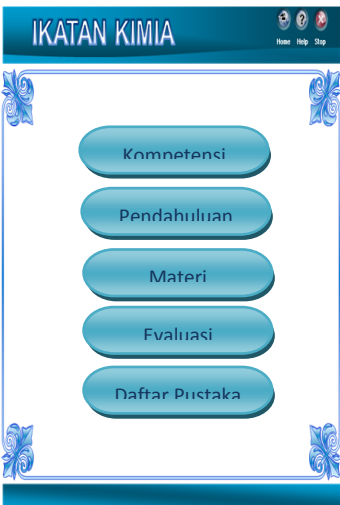 IKATAN KIMIA
Home Help Stop
Kompetensi
Pendahuluan
Materi
Evaluasi
Daftar Pustaka